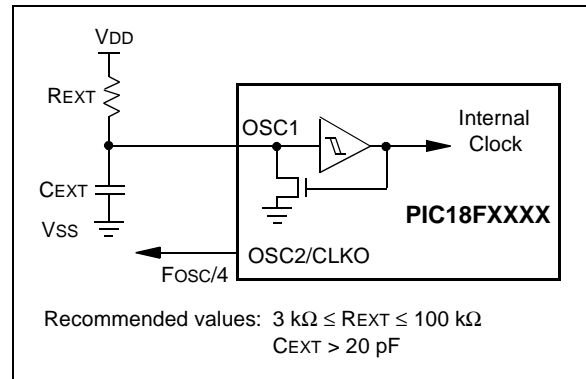 VDD
REXT
OSC1
Internal
Clock
CEXT
PIC18FXXXX
VSS
OSC2/CLKO
FOSC/4
Recommended values: 3 kΩ ≤ REXT ≤ 100 kΩ
CEXT > 20 pF